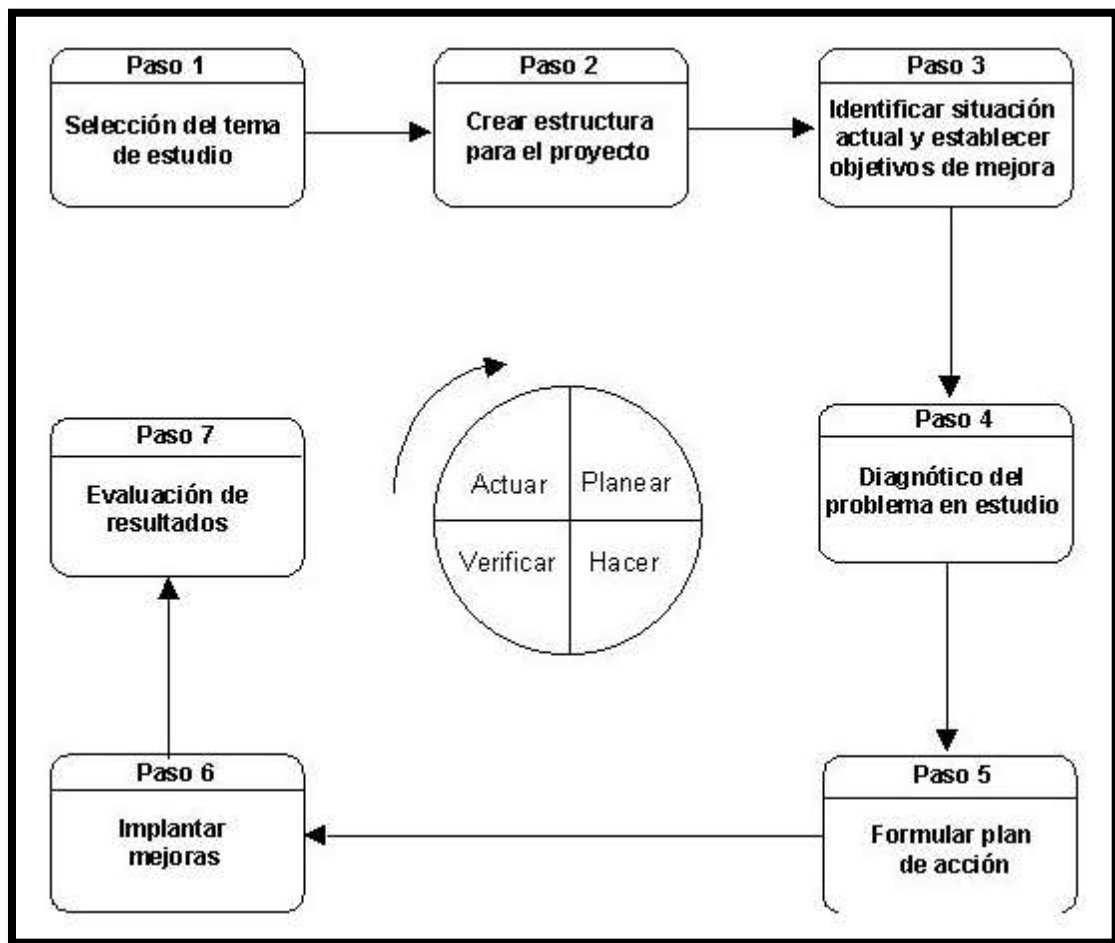 Paso 1
Selección del tema
de estudio
Paso 2
Crear estructura
para el proyecto
Paso 3
Identificar situación
actual y establecer
objetivos de mejora
Paso 4
Diagnótico del
problema en estudio
Paso 5
Formular plan
de acción
Paso 6
Implantar
mejoras
Paso 7
Evaluación de
resultados
Actuar
Planear
Verificar
Hacer